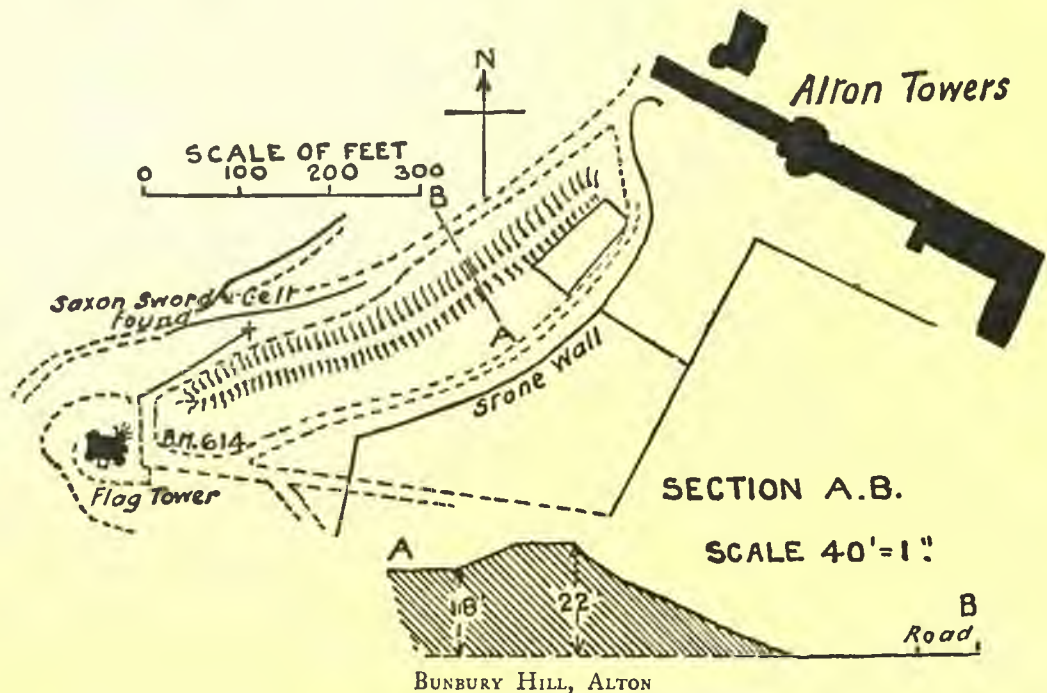 N
Alton Towers
SCALE OF FEET
0 100 200 300
B
Saxon Sword & Celt
found
A
Stone Wall
B.M. 614
Flag Tower
SECTION A.B.
SCALE 40'=1".
A
18'
22'
B
Road
BUNBURY HILL, ALTON